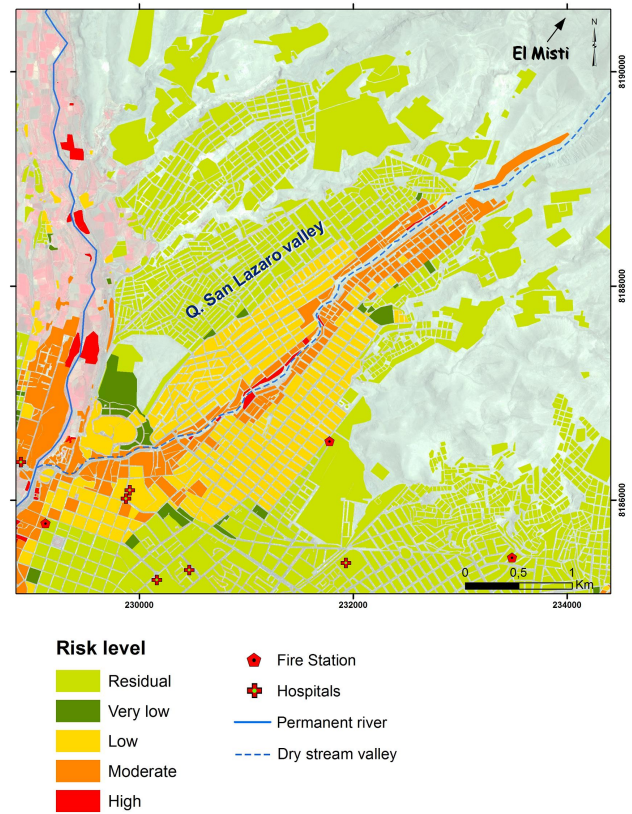 El Misti
N
8190000
Q. San Lazaro valley
8188000
8186000
0 0,5 1
Km
230000 232000 234000
Risk level
Residual
Very low
Low
Moderate
High
Fire Station
Hospitals
Permanent river
Dry stream valley